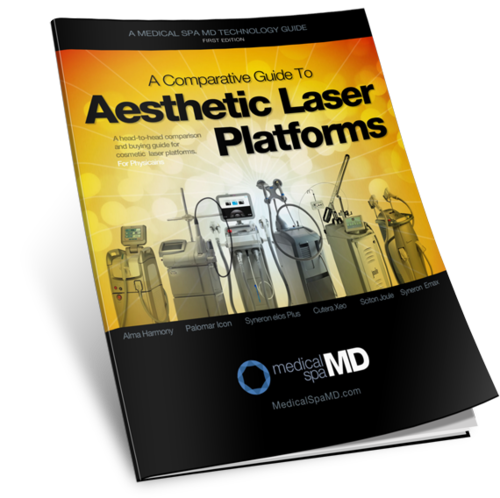 A MEDICAL SPA MD TECHNOLOGY GUIDE
FIRST EDITION
A Comparative Guide To
Aesthetic Laser
Platforms
A head-to-head comparison
and buying guide for
cosmetic laser platforms.
For Physicians
Alma Harmony Palomar Icon Syneron elos Plus Cutera Xeo Sciton Joule Syneron Emax
medical
spaMD
MedicalSpaMD.com